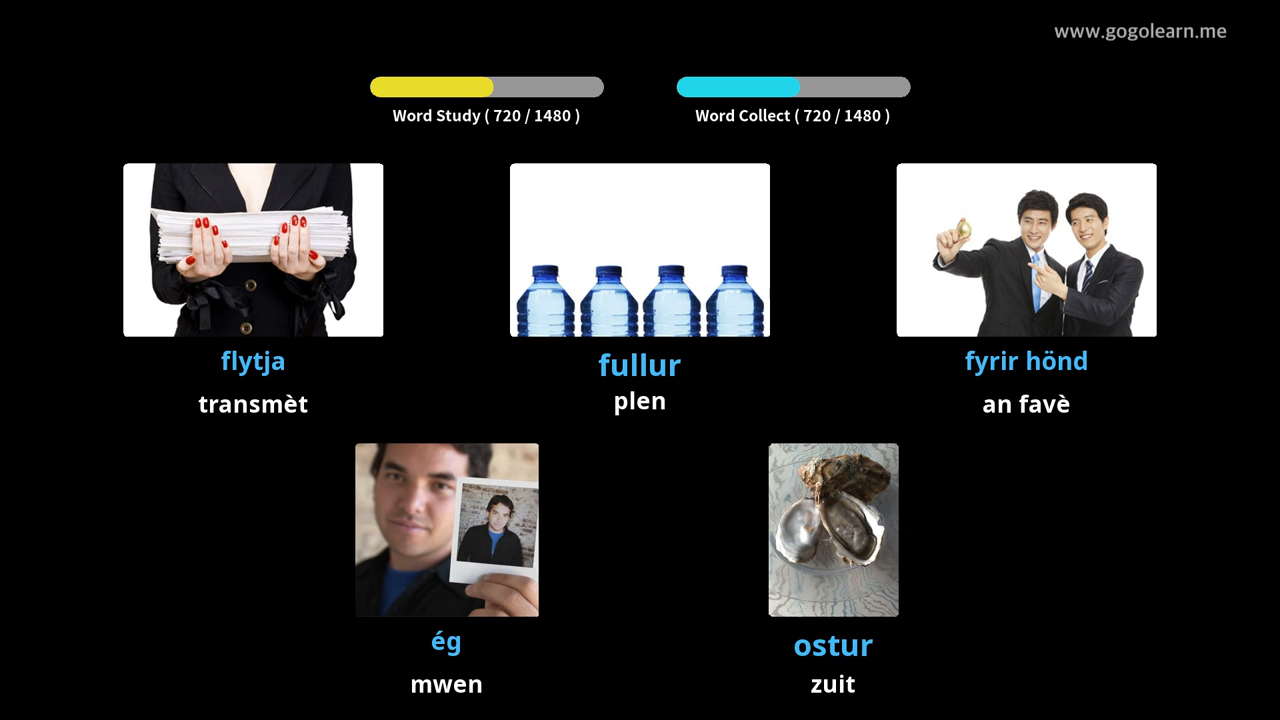 www.gogolearn.me
Word Study ( 720 / 1480 )
Word Collect ( 720 / 1480 )
flytja
fullur
fyrir hönd
transmèt
plen
an favè
ég
ostur
mwen
zuit